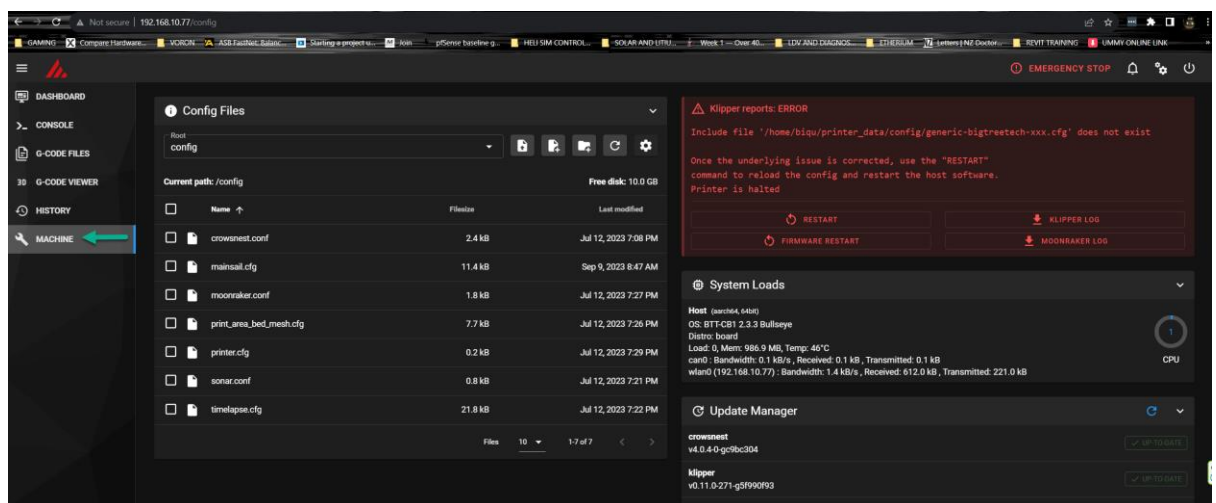 Not secure | 192.168.10.77/config
GAMING Compare Hardware... VORON ASB FastNet: Balanc... Starting a project u... Join pfSense baseline g... HELI SIM CONTROL... SOLAR AND LITIU... Week 1 — Over 40... LDV AND DIAGNOS... ETHERIUM Letters | NZ Doctor... REVIT TRAINING UMMY ONLINE LINK
EMERGENCY STOP
DASHBOARD
CONSOLE
G-CODE FILES
3D G-CODE VIEWER
HISTORY
MACHINE
Config Files
Root
config
Current path: /config Free disk: 10.0 GB
Name Filesize Last modified
crowsnest.conf 2.4 kB Jul 12, 2023 7:08 PM
mainsail.cfg 11.4 kB Sep 9, 2023 8:47 AM
moonraker.conf 1.8 kB Jul 12, 2023 7:27 PM
print_area_bed_mesh.cfg 7.7 kB Jul 12, 2023 7:26 PM
printer.cfg 0.2 kB Jul 12, 2023 7:29 PM
sonar.conf 0.8 kB Jul 12, 2023 7:21 PM
timelapse.cfg 21.8 kB Jul 12, 2023 7:22 PM
Files 10 1-7 of 7
Klipper reports: ERROR
Include file '/home/biqu/printer_data/config/generic-bigtreetech-xxx.cfg' does not exist
Once the underlying issue is corrected, use the "RESTART"
command to reload the config and restart the host software.
Printer is halted
RESTART KLIPPER LOG
FIRMWARE RESTART MOONRAKER LOG
System Loads
Host (aarch64, 64bit)
OS: BTT-CB1 2.3.3 Bullseye
Distro: board
Load: 0, Mem: 986.9 MB, Temp: 46°C
can0 : Bandwidth: 0.1 kB/s , Received: 0.1 kB , Transmitted: 0.1 kB
wlan0 (192.168.10.77) : Bandwidth: 1.4 kB/s , Received: 612.0 kB , Transmitted: 221.0 kB
1
CPU
Update Manager
crowsnest
v4.0.4-0-gc9bc304
UP-TO-DATE
klipper
v0.11.0-271-g5f990f93
UP-TO-DATE